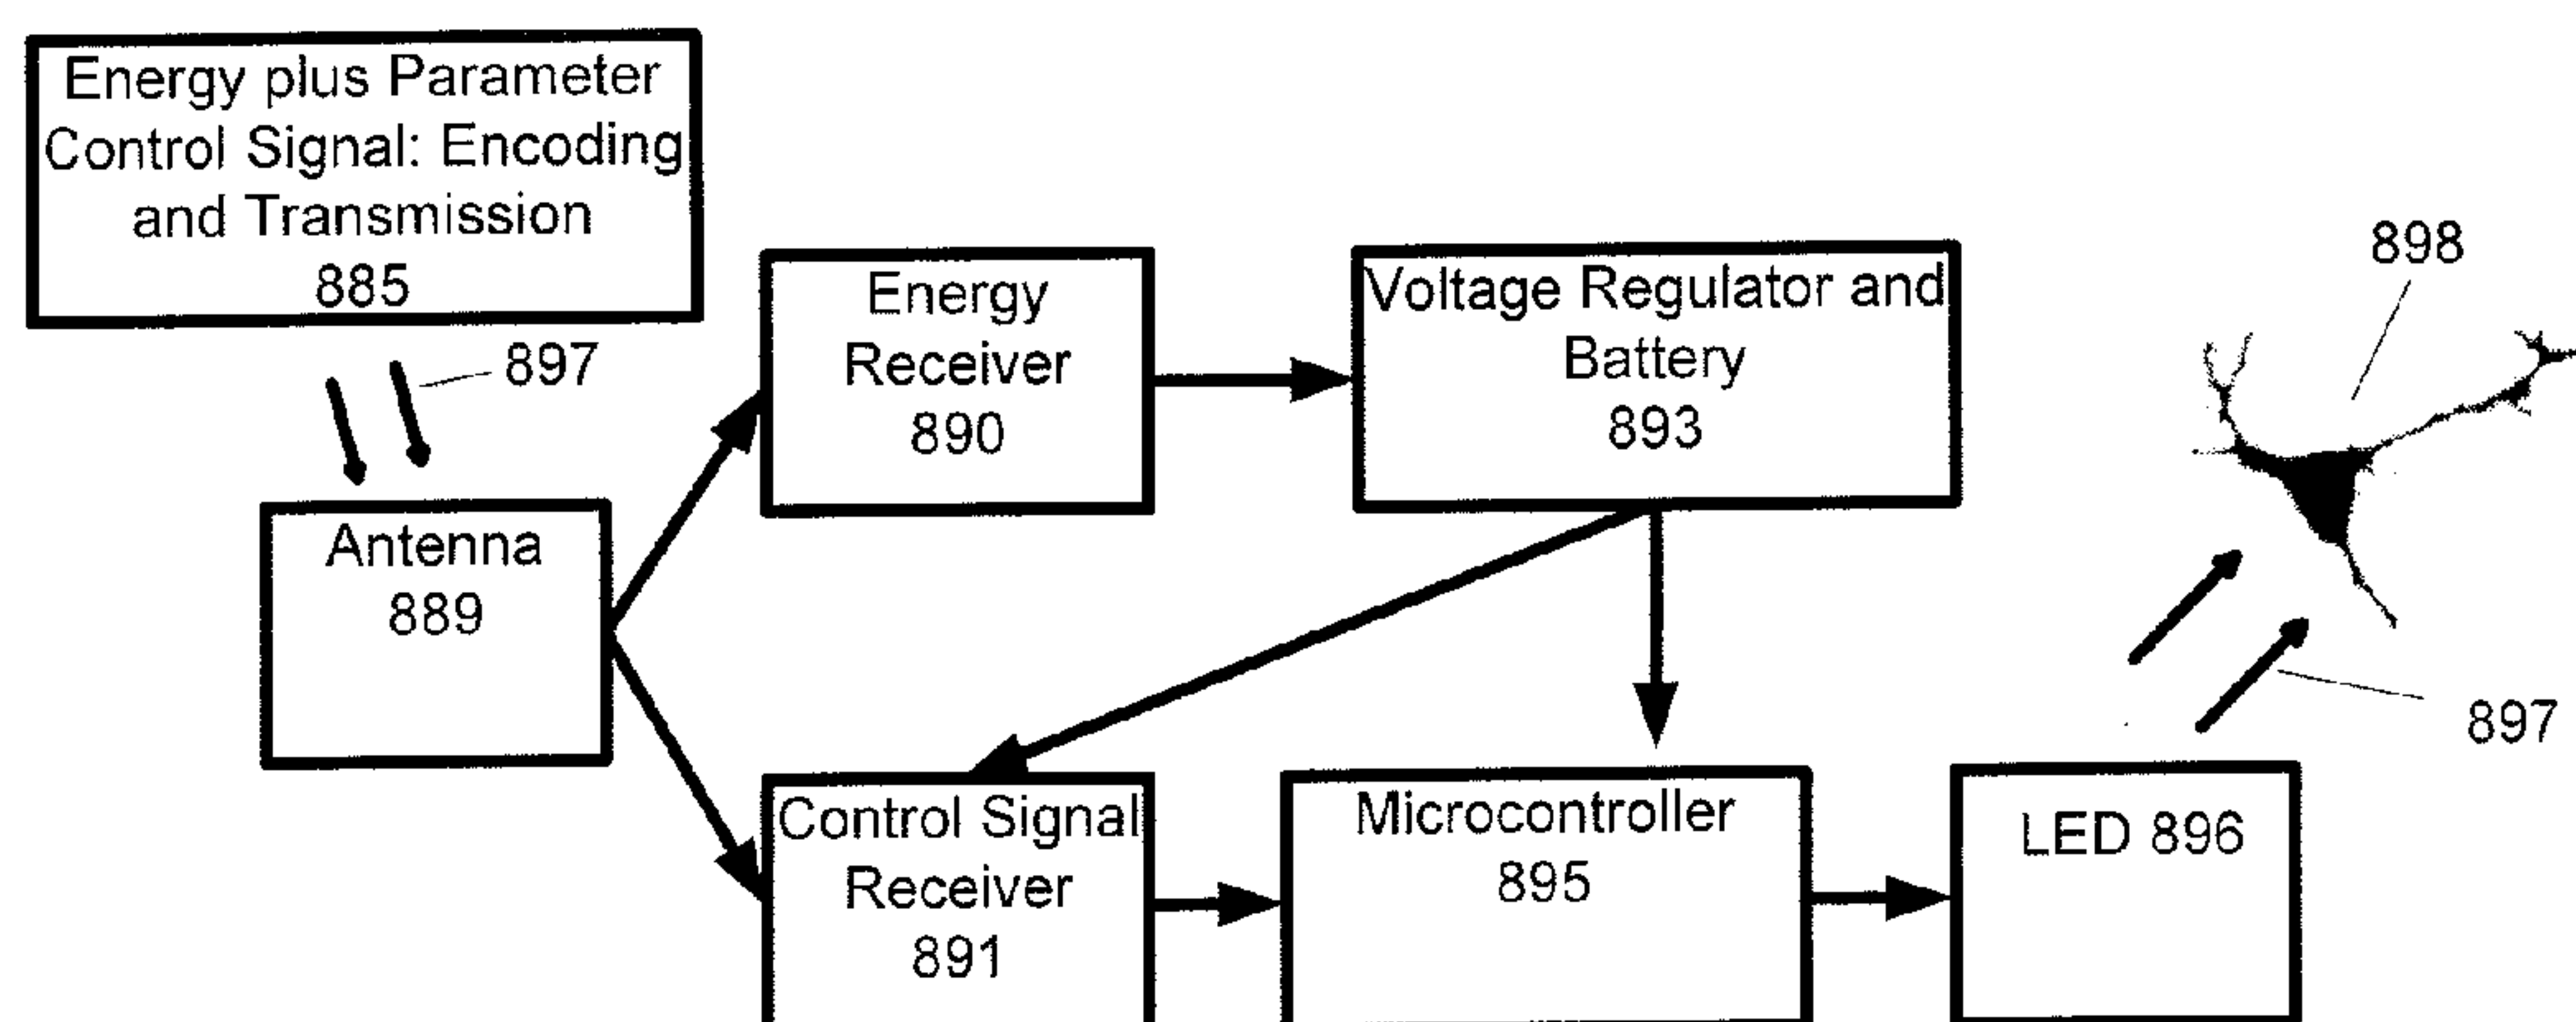 Energy plus Parameter
Control Signal: Encoding
and Transmission
885
897
Antenna
889
Energy
Receiver
890
Voltage Regulator and
Battery
893
898
Control Signal
Receiver
891
Microcontroller
895
LED 896
897